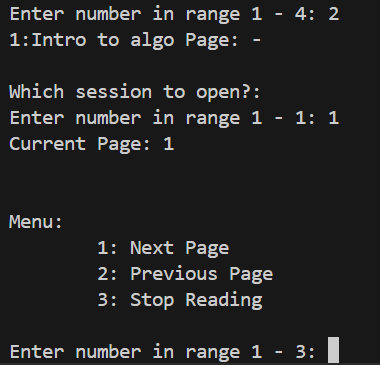 Enter number in range 1 - 4: 2
1:Intro to algo Page: -
Which session to open?:
Enter number in range 1 - 1: 1
Current Page: 1
Menu:
1: Next Page
2: Previous Page
3: Stop Reading
Enter number in range 1 - 3: